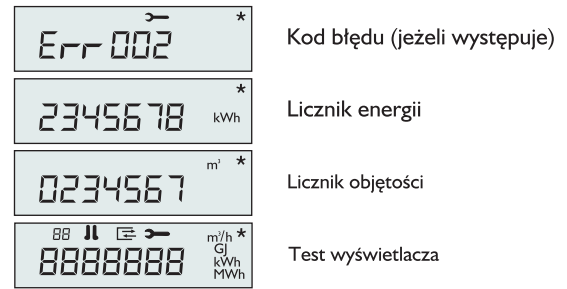 *
Err 002
Kod błędu (jeżeli występuje)
*
2345678 kWh
Licznik energii
m³ *
0234567
Licznik objętości
88 m³/h *
GJ
8888888 kWh
MWh
Test wyświetlacza